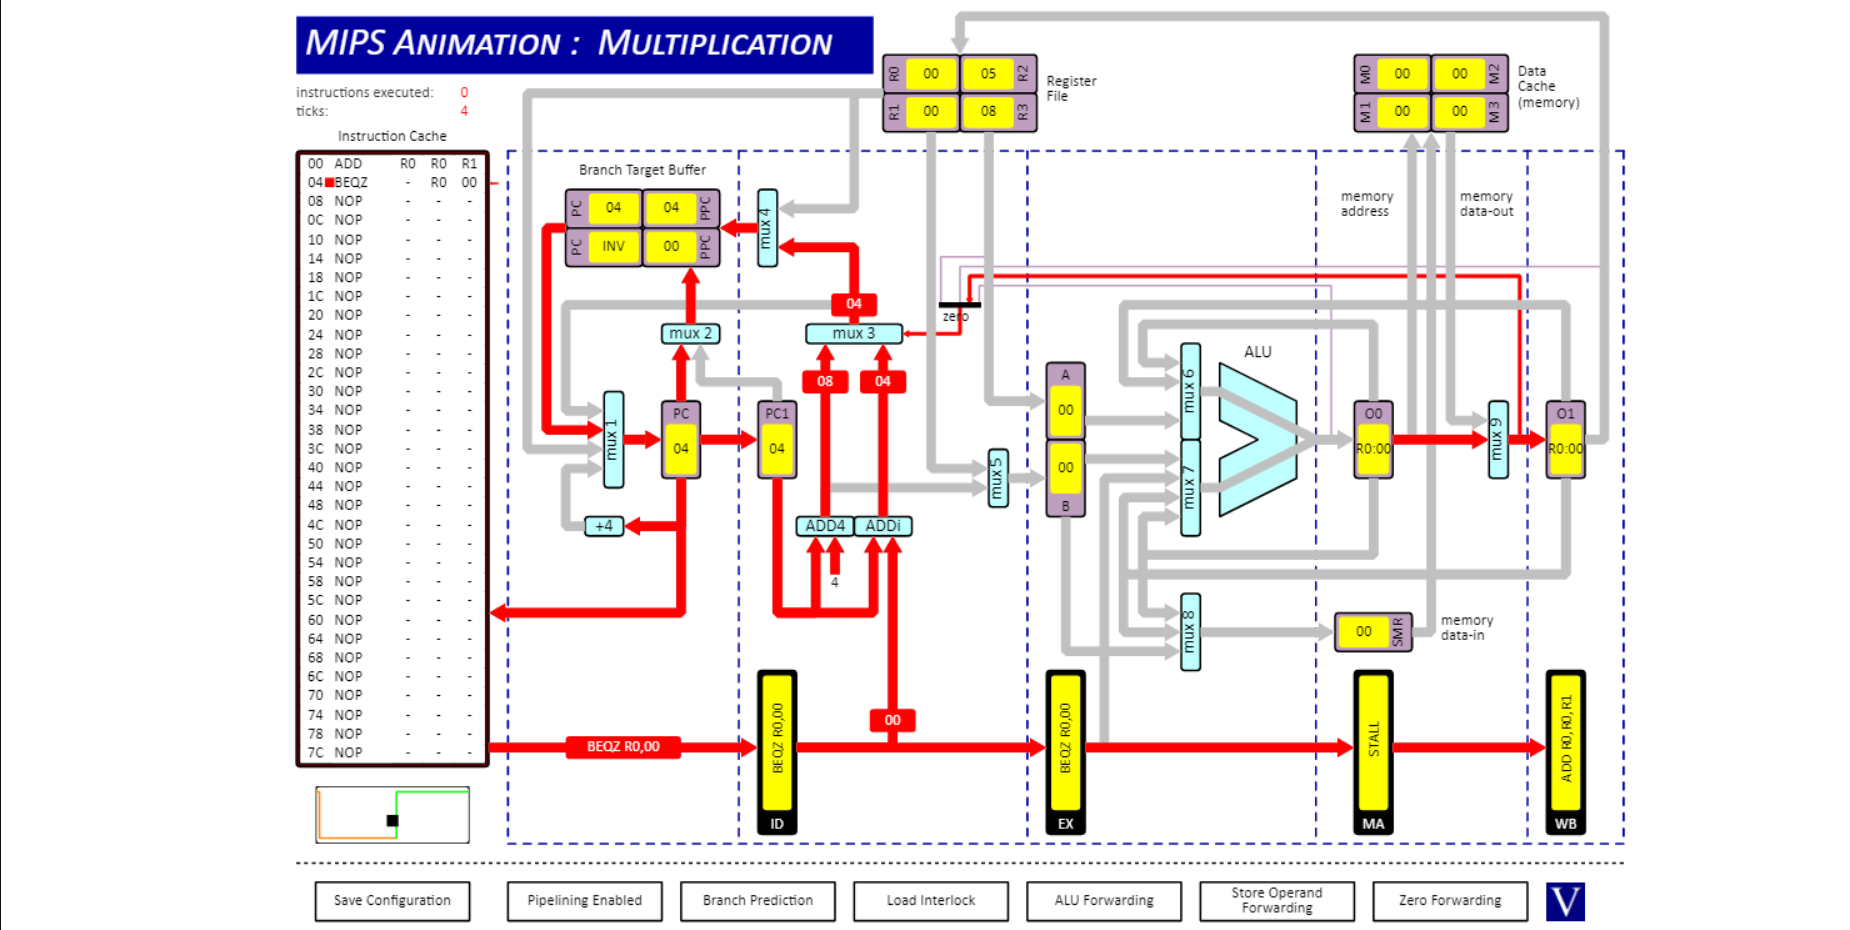 MIPS ANIMATION : MULTIPLICATION
instructions executed: 0
ticks: 4
Instruction Cache
00 ADD R0 R0 R1
04 BEQZ - R0 00
08 NOP - - -
0C NOP - - -
10 NOP - - -
14 NOP - - -
18 NOP - - -
1C NOP - - -
20 NOP - - -
24 NOP - - -
28 NOP - - -
2C NOP - - -
30 NOP - - -
34 NOP - - -
38 NOP - - -
3C NOP - - -
40 NOP - - -
44 NOP - - -
48 NOP - - -
4C NOP - - -
50 NOP - - -
54 NOP - - -
58 NOP - - -
5C NOP - - -
60 NOP - - -
64 NOP - - -
68 NOP - - -
6C NOP - - -
70 NOP - - -
74 NOP - - -
78 NOP - - -
7C NOP - - -
R0 00 05 R2
R1 00 08 R3
Register
File
M0 00 00 M2
M1 00 00 M3
Data
Cache
(memory)
Branch Target Buffer
PC 04 04 PPC
PC INV 00 PPC
mux 4
memory
address
memory
data-out
04
zero
mux 2
mux 3
08
04
ALU
mux 1
PC
04
PC1
04
mux 5
A
00
00
B
mux 6
mux 7
O0
R0:00
mux 9
O1
R0:00
+4
ADD4
ADDi
4
mux 8
00 SMR
memory
data-in
00
BEQZ R0,00
BEQZ R0,00
ID
BEQZ R0,00
EX
STALL
MA
ADD R0,R0,R1
WB
Save Configuration
Pipelining Enabled
Branch Prediction
Load Interlock
ALU Forwarding
Store Operand
Forwarding
Zero Forwarding
V